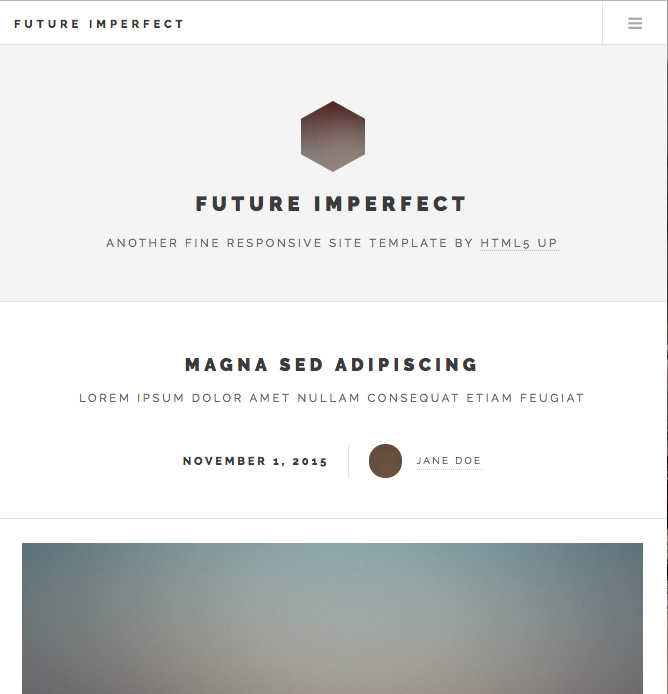 FUTURE IMPERFECT
FUTURE IMPERFECT
ANOTHER FINE RESPONSIVE SITE TEMPLATE BY HTML5 UP
MAGNA SED ADIPISCING
LOREM IPSUM DOLOR AMET NULLAM CONSEQUAT ETIAM FEUGIAT
NOVEMBER 1, 2015 JANE DOE